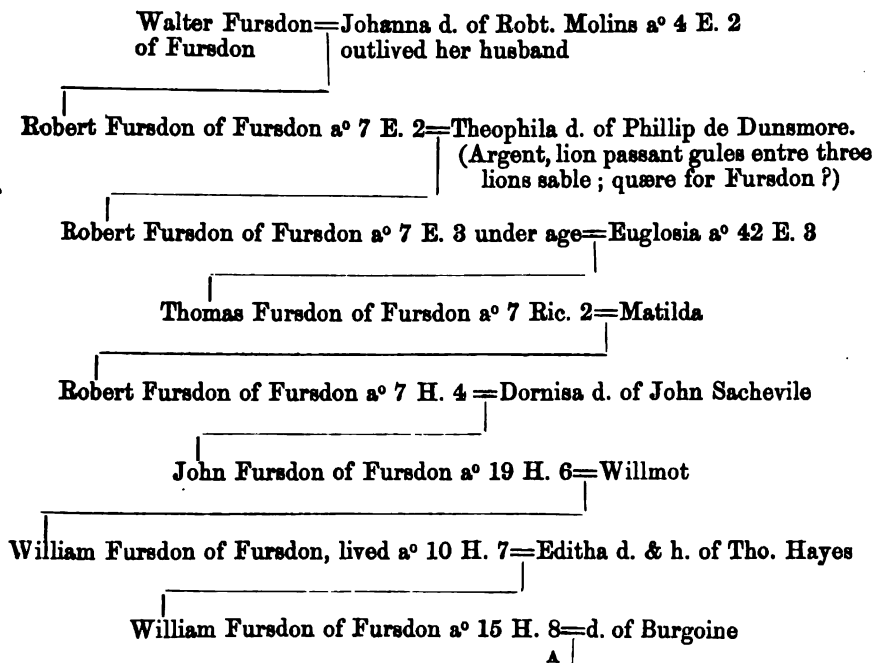 Walter Fursdon=Johanna d. of Robt. Molins aº 4 E. 2
of Fursdon outlived her husband
Robert Fursdon of Fursdon aº 7 E. 2=Theophila d. of Phillip de Dunsmore.
(Argent, lion passant gules entre three
lions sable ; quære for Fursdon ?)
Robert Fursdon of Fursdon aº 7 E. 3 under age=Euglosia aº 42 E. 3
Thomas Fursdon of Fursdon aº 7 Ric. 2=Matilda
Robert Fursdon of Fursdon aº 7 H. 4=Dornisa d. of John Sachevile
John Fursdon of Fursdon aº 19 H. 6=Willmot
William Fursdon of Fursdon, lived aº 10 H. 7=Editha d. & h. of Tho. Hayes
William Fursdon of Fursdon aº 15 H. 8=d. of Burgoine
A